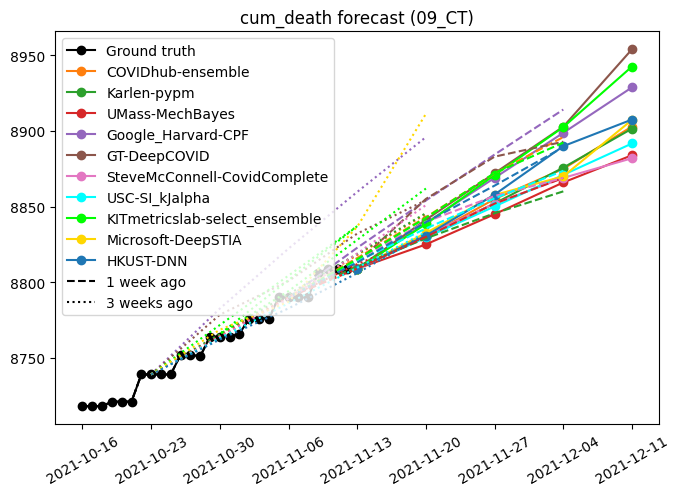 cum_death forecast (09_CT)
8950
8900
8850
8800
8750
Ground truth
COVIDhub-ensemble
Karlen-pypm
UMass-MechBayes
Google_Harvard-CPF
GT-DeepCOVID
SteveMcConnell-CovidComplete
USC-SI_kJalpha
KITmetricslab-select_ensemble
Microsoft-DeepSTIA
HKUST-DNN
1 week ago
3 weeks ago
2021-10-16
2021-10-23
2021-10-30
2021-11-06
2021-11-13
2021-11-20
2021-11-27
2021-12-04
2021-12-11